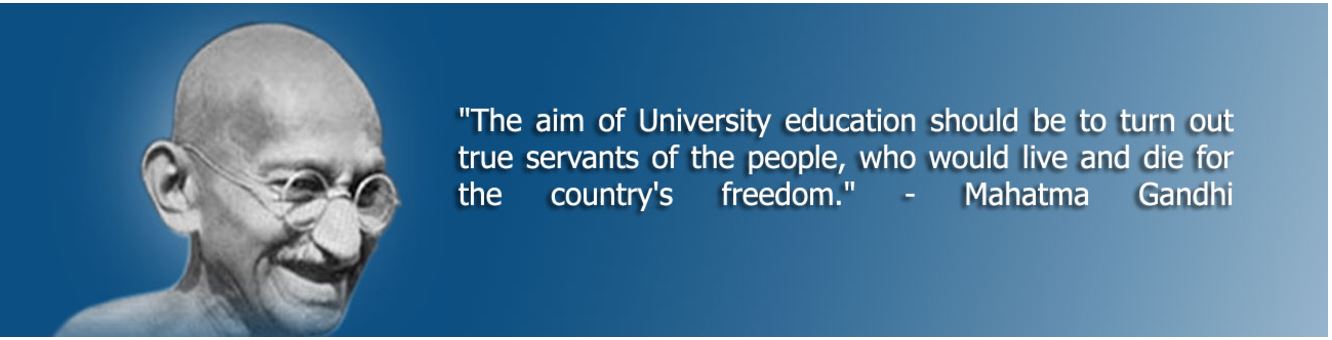 "The aim of University education should be to turn out
true servants of the people, who would live and die for
the country's freedom." - Mahatma Gandhi